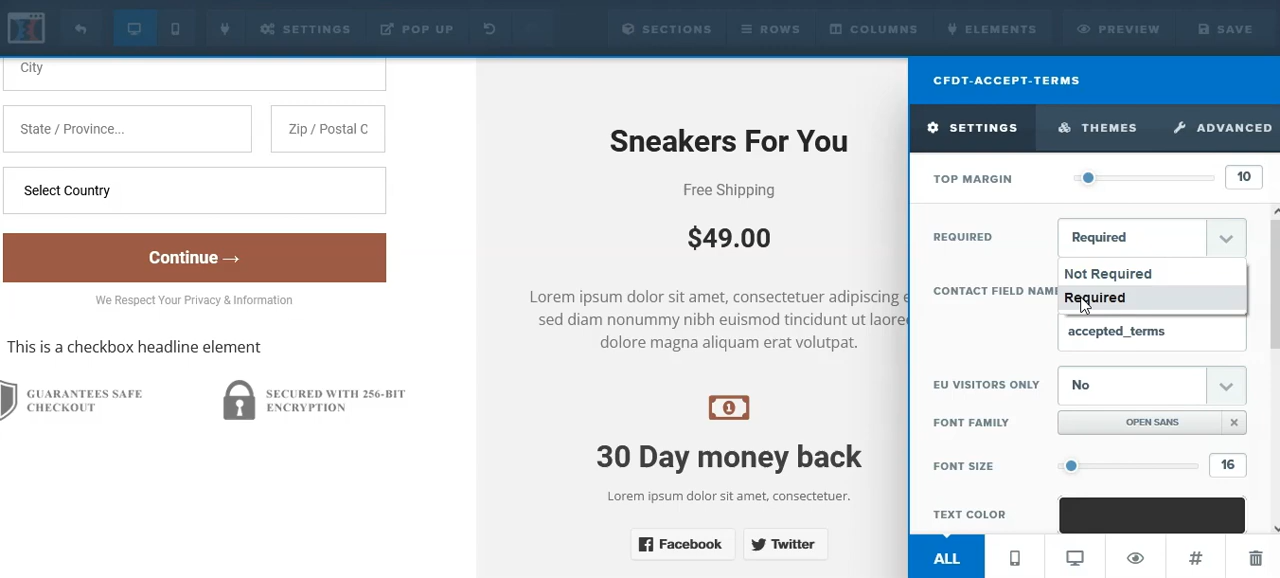 SETTINGS
POP UP
SECTIONS
ROWS
COLUMNS
ELEMENTS
PREVIEW
SAVE
City
State / Province...
Zip / Postal C
Select Country
Continue →
We Respect Your Privacy & Information
This is a checkbox headline element
GUARANTEES SAFE
CHECKOUT
SECURED WITH 256-BIT
ENCRYPTION
Sneakers For You
Free Shipping
$49.00
Lorem ipsum dolor sit amet, consectetuer adipiscing e
sed diam nonummy nibh euismod tincidunt ut laoree
dolore magna aliquam erat volutpat.
1
30 Day money back
Lorem ipsum dolor sit amet, consectetuer.
Facebook
Twitter
CFDT-ACCEPT-TERMS
SETTINGS
THEMES
ADVANCED
TOP MARGIN
10
REQUIRED
Required
Not Required
Required
CONTACT FIELD NAME
accepted_terms
EU VISITORS ONLY
No
FONT FAMILY
OPEN SANS
FONT SIZE
16
TEXT COLOR
ALL
#